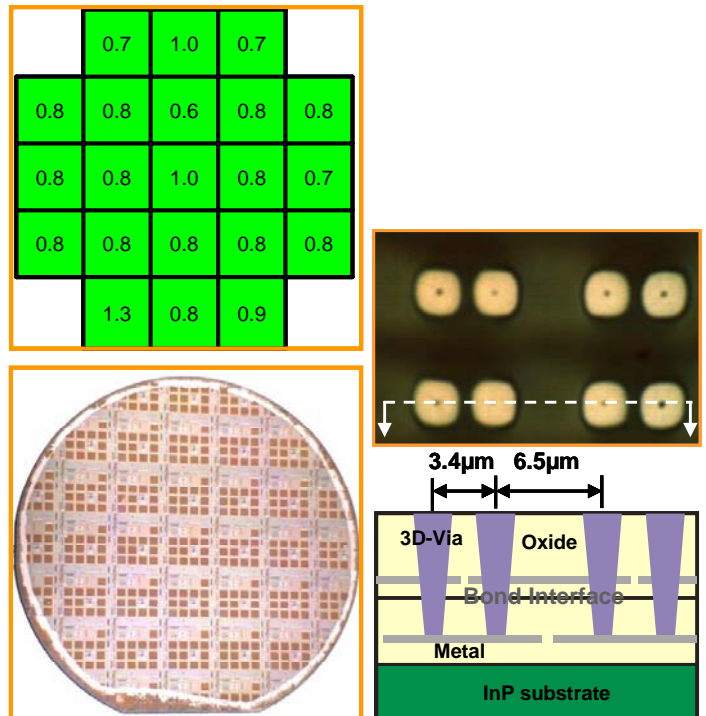 0.7 1.0 0.7
0.8 0.8 0.6 0.8 0.8
0.8 0.8 1.0 0.8 0.7
0.8 0.8 0.8 0.8 0.8
1.3 0.8 0.9
3.4µm 6.5µm
3D-Via Oxide
Bond Interface
Metal
InP substrate